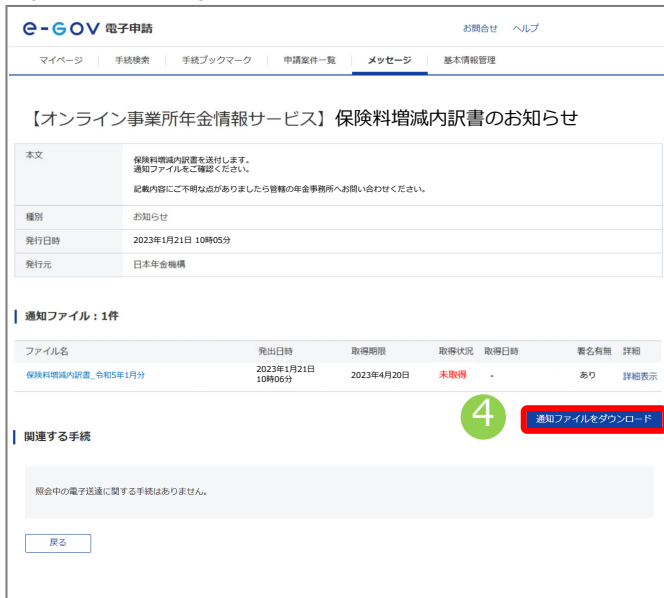 e-GOV 電子申請
お問合せ ヘルプ
マイページ 手続検索 手続ブックマーク 申請案件一覧 メッセージ 基本情報管理
【オンライン事業所年金情報サービス】保険料増減内訳書のお知らせ
本文
保険料増減内訳書を送付します。
通知ファイルをご確認ください。
記載内容にご不明な点がありましたら管轄の年金事務所へお問い合わせください。
種別 お知らせ
発行日時 2023年1月21日 10時05分
発行元 日本年金機構
通知ファイル：1件
ファイル名 発出日時 取得期限 取得状況 取得日時 署名有無 詳細
保険料増減内訳書_令和5年1月分 2023年1月21日 10時06分 2023年4月20日 未取得 - あり 詳細表示
4
通知ファイルをダウンロード
関連する手続
照会中の電子送達に関する手続はありません。
戻る